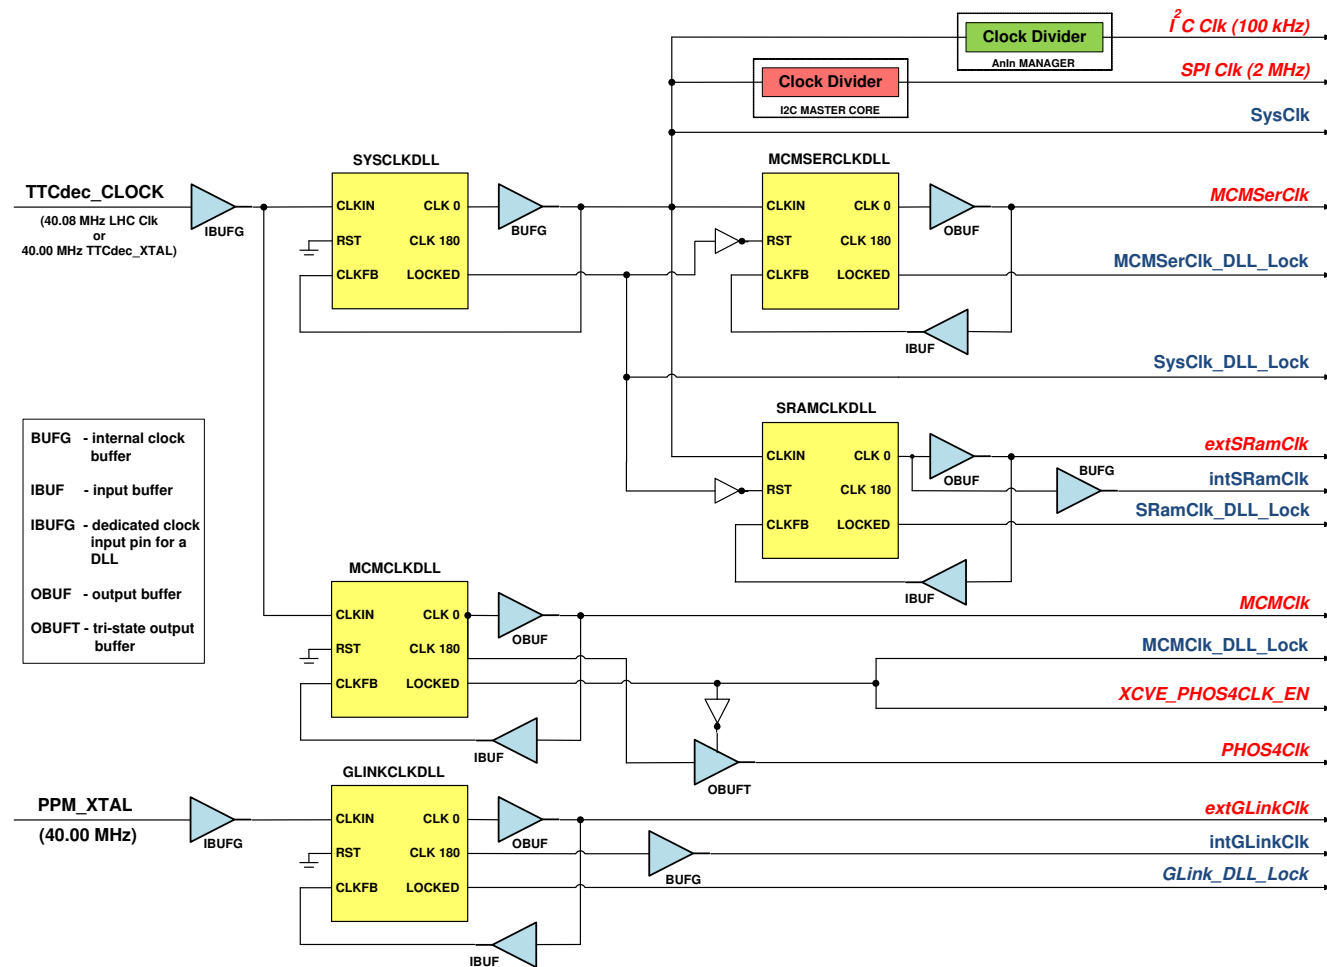 I2C Clk (100 kHz)
Clock Divider
AnIn MANAGER
SPI Clk (2 MHz)
Clock Divider
I2C MASTER CORE
SysClk
SYSCLKDLL
MCMSERCLKDLL
TTCdec_CLOCK
(40.08 MHz LHC Clk
or
40.00 MHz TTCdec_XTAL)
IBUFG
CLKIN
CLK 0
RST
CLK 180
CLKFB
LOCKED
BUFG
CLKIN
CLK 0
RST
CLK 180
CLKFB
LOCKED
OBUF
IBUF
MCMSerClk
MCMSerClk_DLL_Lock
SysClk_DLL_Lock
SRAMCLKDLL
CLKIN
CLK 0
RST
CLK 180
CLKFB
LOCKED
OBUF
BUFG
IBUF
extSRamClk
intSRamClk
SRamClk_DLL_Lock
BUFG - internal clock
buffer
IBUF - input buffer
IBUFG - dedicated clock
input pin for a
DLL
OBUF - output buffer
OBUFT - tri-state output
buffer
MCMCLKDLL
CLKIN
CLK 0
RST
CLK 180
CLKFB
LOCKED
OBUF
IBUF
OBUFT
MCMClk
MCMClk_DLL_Lock
XCVE_PHOS4CLK_EN
PHOS4Clk
GLINKCLKDLL
PPM_XTAL
(40.00 MHz)
IBUFG
CLKIN
CLK 0
RST
CLK 180
CLKFB
LOCKED
OBUF
BUFG
IBUF
extGLinkClk
intGLinkClk
GLink_DLL_Lock